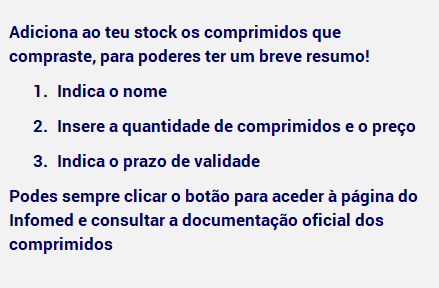 Adiciona ao teu stock os comprimidos que
compraste, para poderes ter um breve resumo!
1. Indica o nome
2. Insere a quantidade de comprimidos e o preço
3. Indica o prazo de validade
Podes sempre clicar o botão para aceder à página do
Infomed e consultar a documentação oficial dos
comprimidos